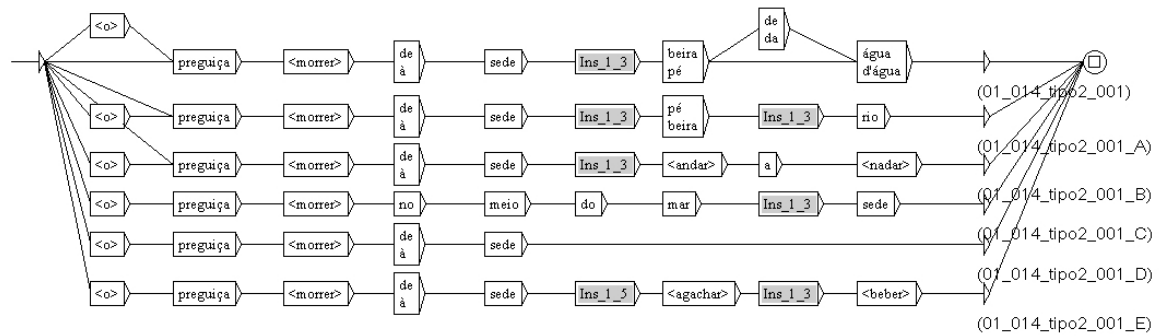 <o> preguiça <morrer> de à sede Ins_1_3 beira pé de da água d'água
(01_014_tipo2_001)
<o> preguiça <morrer> de à sede Ins_1_3 pé beira Ins_1_3 rio
(01_014_tipo2_001_A)
<o> preguiça <morrer> de à sede Ins_1_3 <andar> a <nadar>
(01_014_tipo2_001_B)
<o> preguiça <morrer> no meio do mar Ins_1_3 sede
(01_014_tipo2_001_C)
<o> preguiça <morrer> de à sede
(01_014_tipo2_001_D)
<o> preguiça <morrer> de à sede Ins_1_5 <agachar> Ins_1_3 <beber>
(01_014_tipo2_001_E)